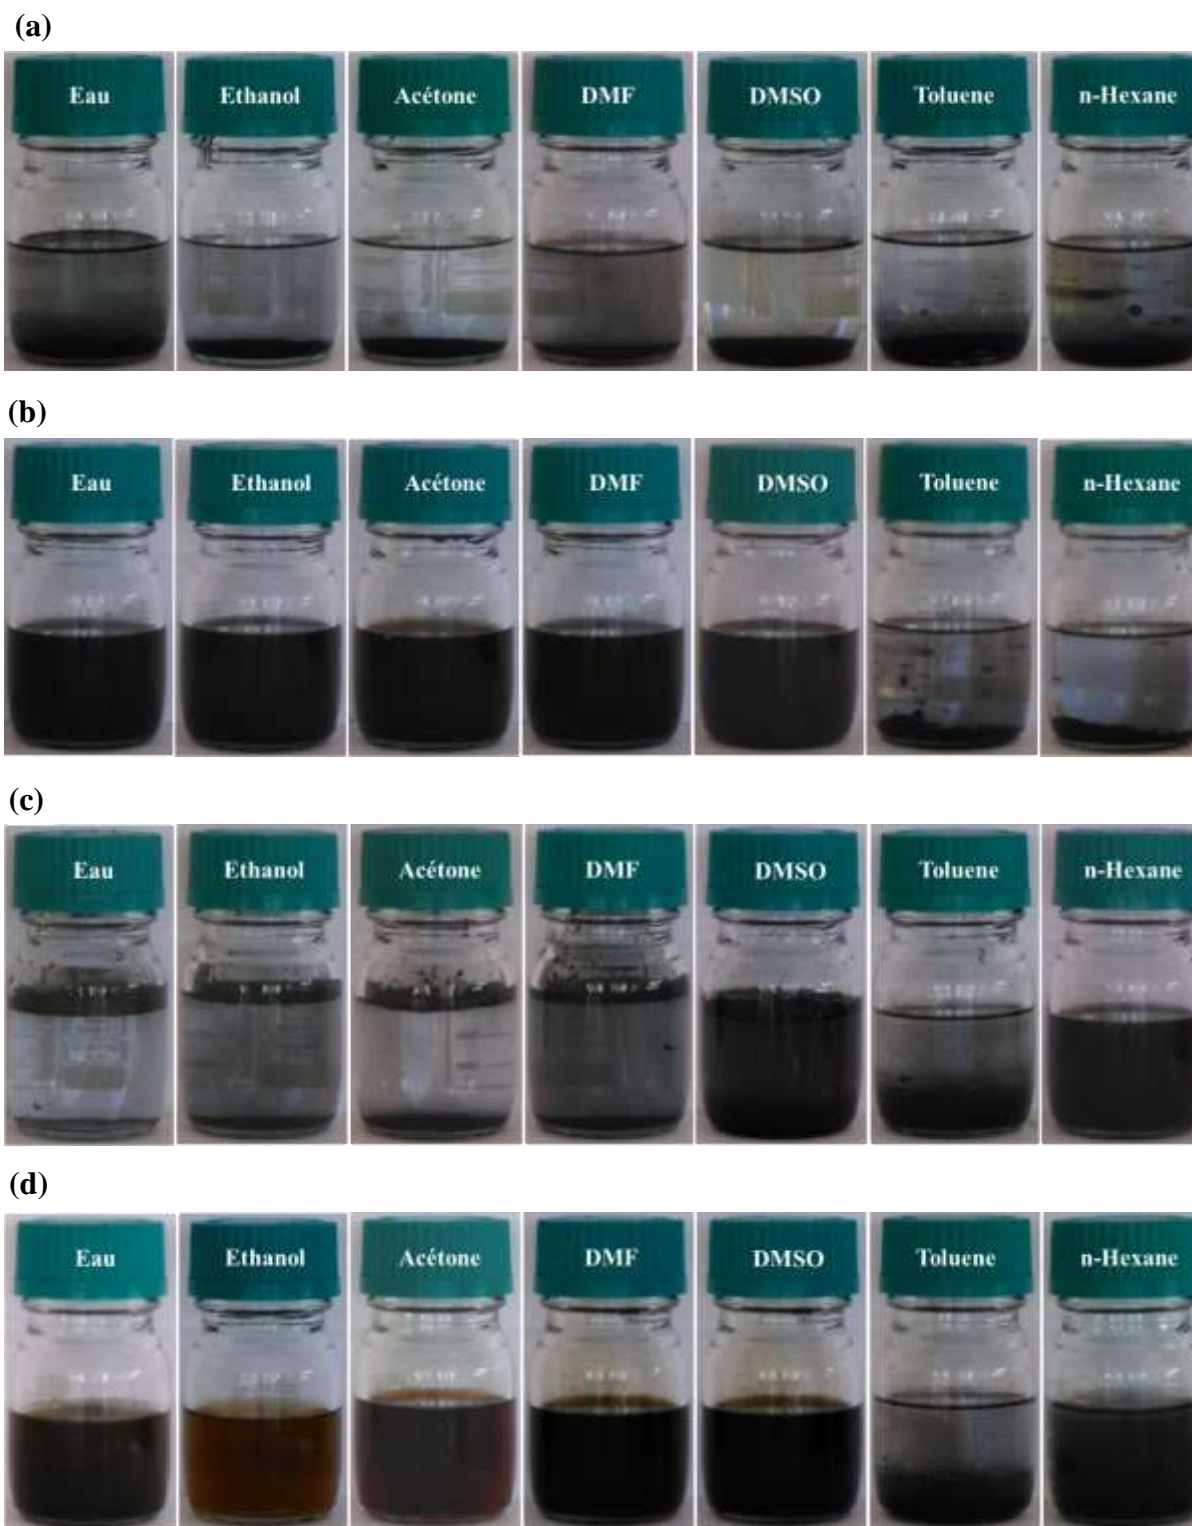 (a)
Eau Ethanol Acétone DMF DMSO Toluene n-Hexane
(b)
Eau Ethanol Acétone DMF DMSO Toluene n-Hexane
(c)
Eau Ethanol Acétone DMF DMSO Toluene n-Hexane
(d)
Eau Ethanol Acétone DMF DMSO Toluene n-Hexane